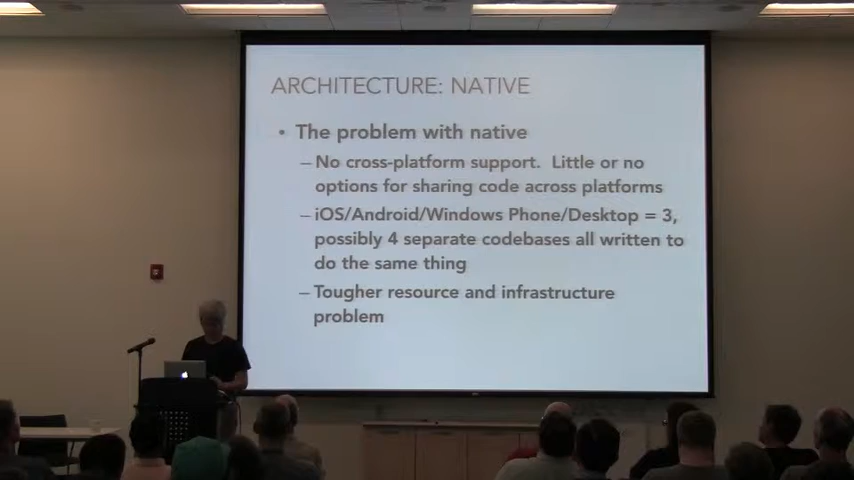 ARCHITECTURE: NATIVE
• The problem with native
– No cross-platform support. Little or no
options for sharing code across platforms
– iOS/Android/Windows Phone/Desktop = 3,
possibly 4 separate codebases all written to
do the same thing
– Tougher resource and infrastructure
problem